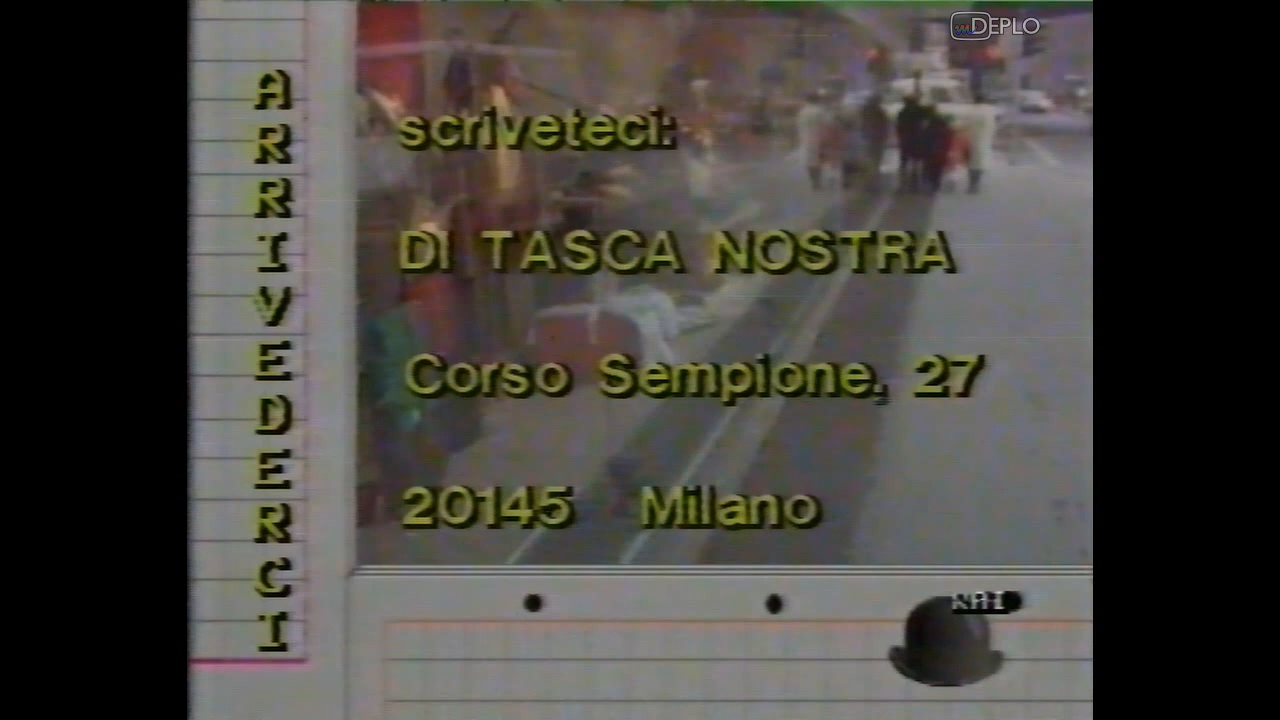 DEPLO
ARRIVEDERCI
scriveteci:
DI TASCA NOSTRA
Corso Sempione, 27
20145 Milano
RAI